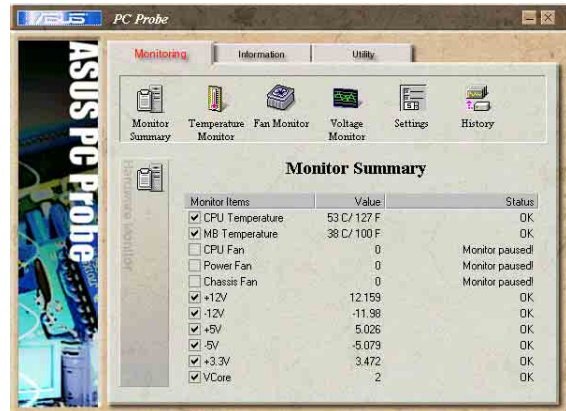 ASUS PC Probe
Monitoring Information Utility
Monitor Summary
Temperature Monitor
Fan Monitor
Voltage Monitor
Settings
History
ASUS PC Probe
Hardware Monitor
Monitor Summary
Monitor Items Value Status
CPU Temperature 53 C/ 127 F OK
MB Temperature 38 C/ 100 F OK
CPU Fan 0 Monitor paused!
Power Fan 0 Monitor paused!
Chassis Fan 0 Monitor paused!
+12V 12.159 OK
-12V -11.98 OK
+5V 5.026 OK
-5V -5.079 OK
+3.3V 3.472 OK
VCore 2 OK